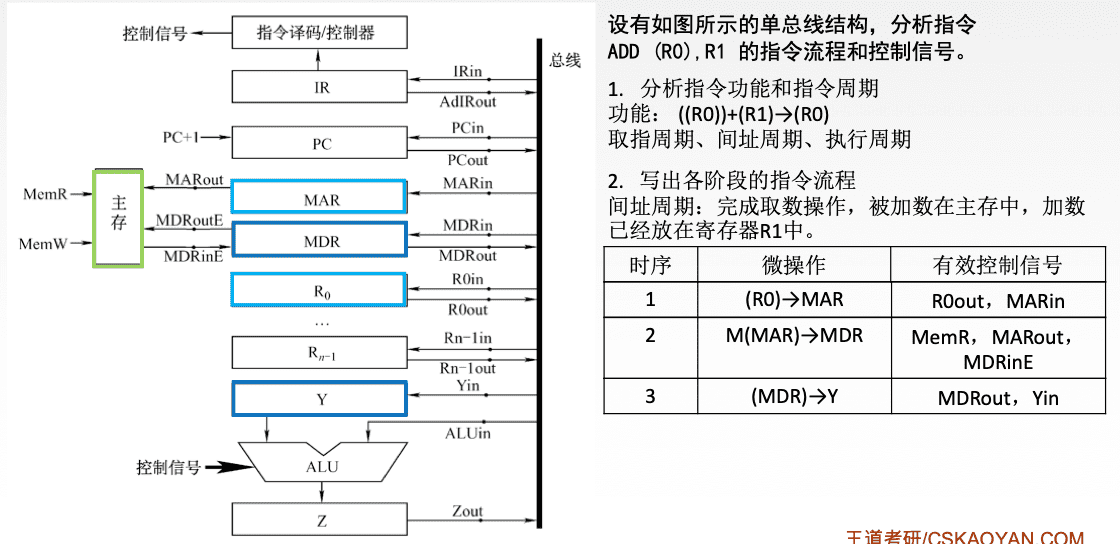 控制信号
指令译码/控制器
总线
IRin
IR
AdIRout
PC+1
PCin
PC
PCout
MemR
MARout
MARin
主存
MAR
MDRoutE
MDRin
MemW
MDR
MDRinE
MDRout
R0in
R0
R0out
…
Rn-1in
Rn-1
Rn-1out
Yin
Y
ALUin
控制信号
ALU
Zout
Z
设有如图所示的单总线结构，分析指令
ADD (R0),R1 的指令流程和控制信号。
1. 分析指令功能和指令周期
功能： ((R0))+(R1)→(R0)
取指周期、间址周期、执行周期
2. 写出各阶段的指令流程
间址周期：完成取数操作，被加数在主存中，加数
已经放在寄存器R1中。
时序 微操作 有效控制信号
1 (R0)→MAR R0out，MARin
2 M(MAR)→MDR MemR，MARout，
MDRinE
3 (MDR)→Y MDRout，Yin
王道考研/CSKAOYAN.COM